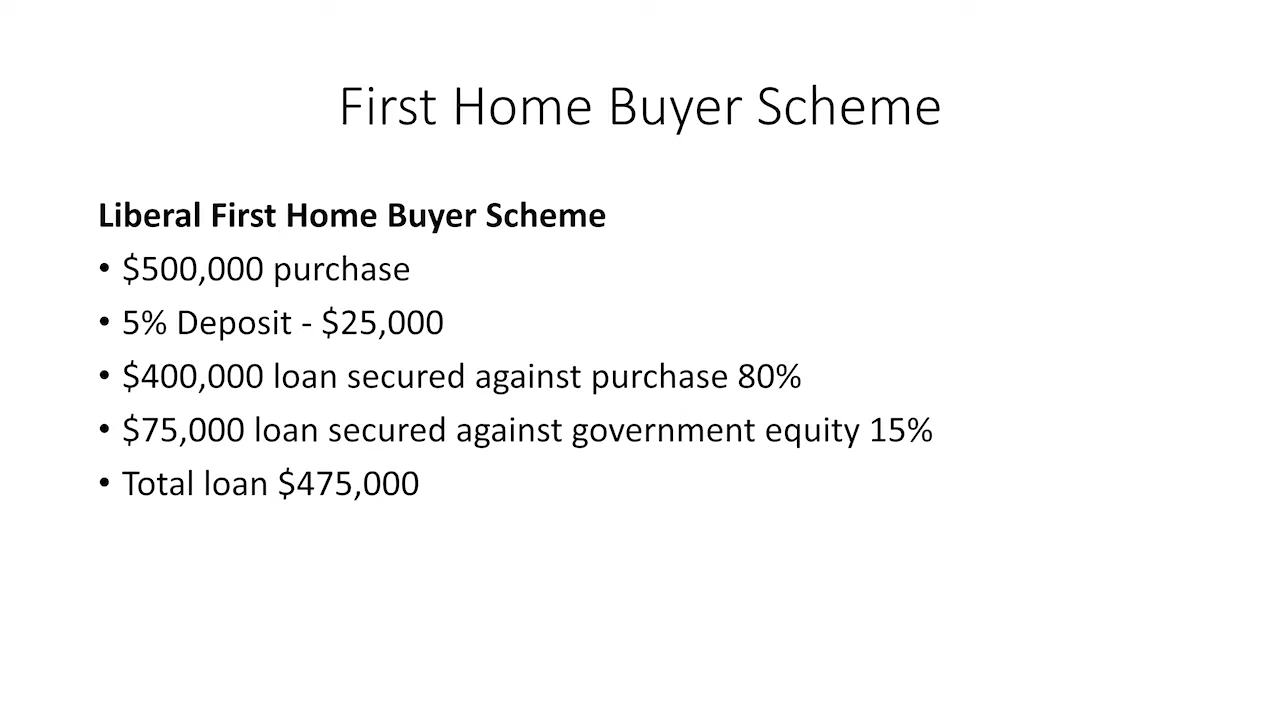 First Home Buyer Scheme
Liberal First Home Buyer Scheme
• $500,000 purchase
• 5% Deposit - $25,000
• $400,000 loan secured against purchase 80%
• $75,000 loan secured against government equity 15%
• Total loan $475,000